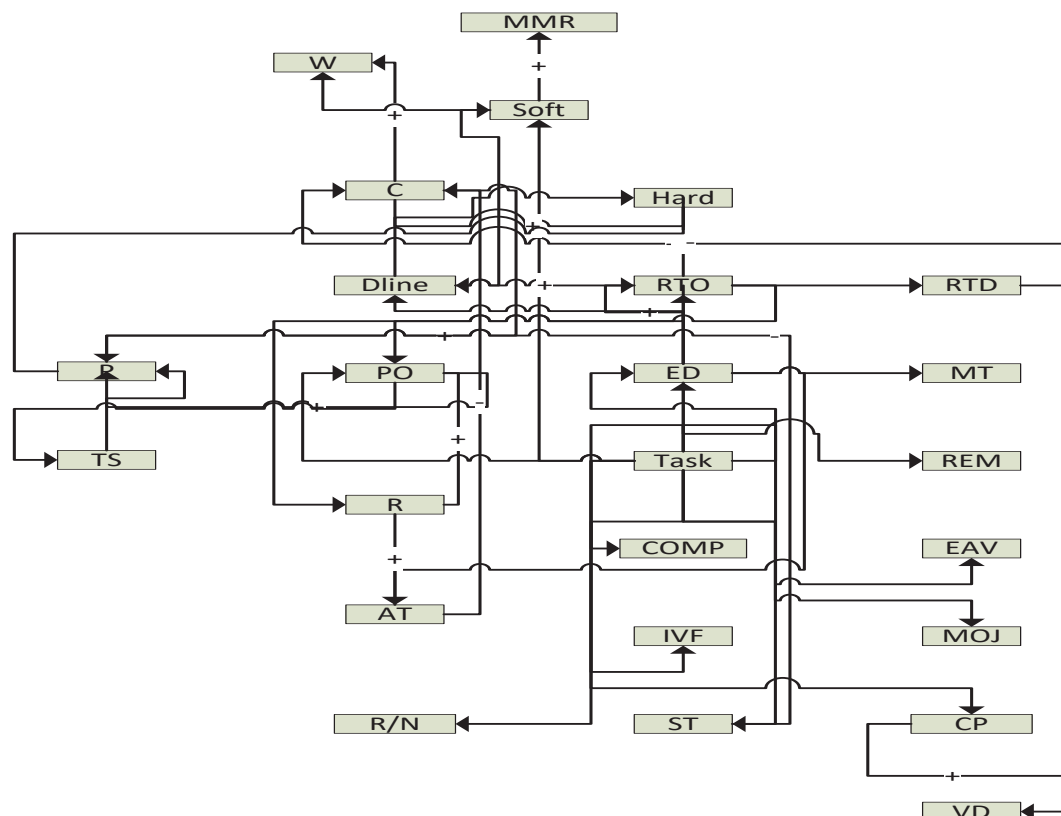 MMR
W
+
Soft
+
C
Hard
+
- -
Dline
+
RTO
RTD
+
+
-
PO
ED
MT
+
-
+
TS
Task
REM
R
COMP
EAV
+
AT
IVF
MOJ
R/N
ST
CP
+
VD